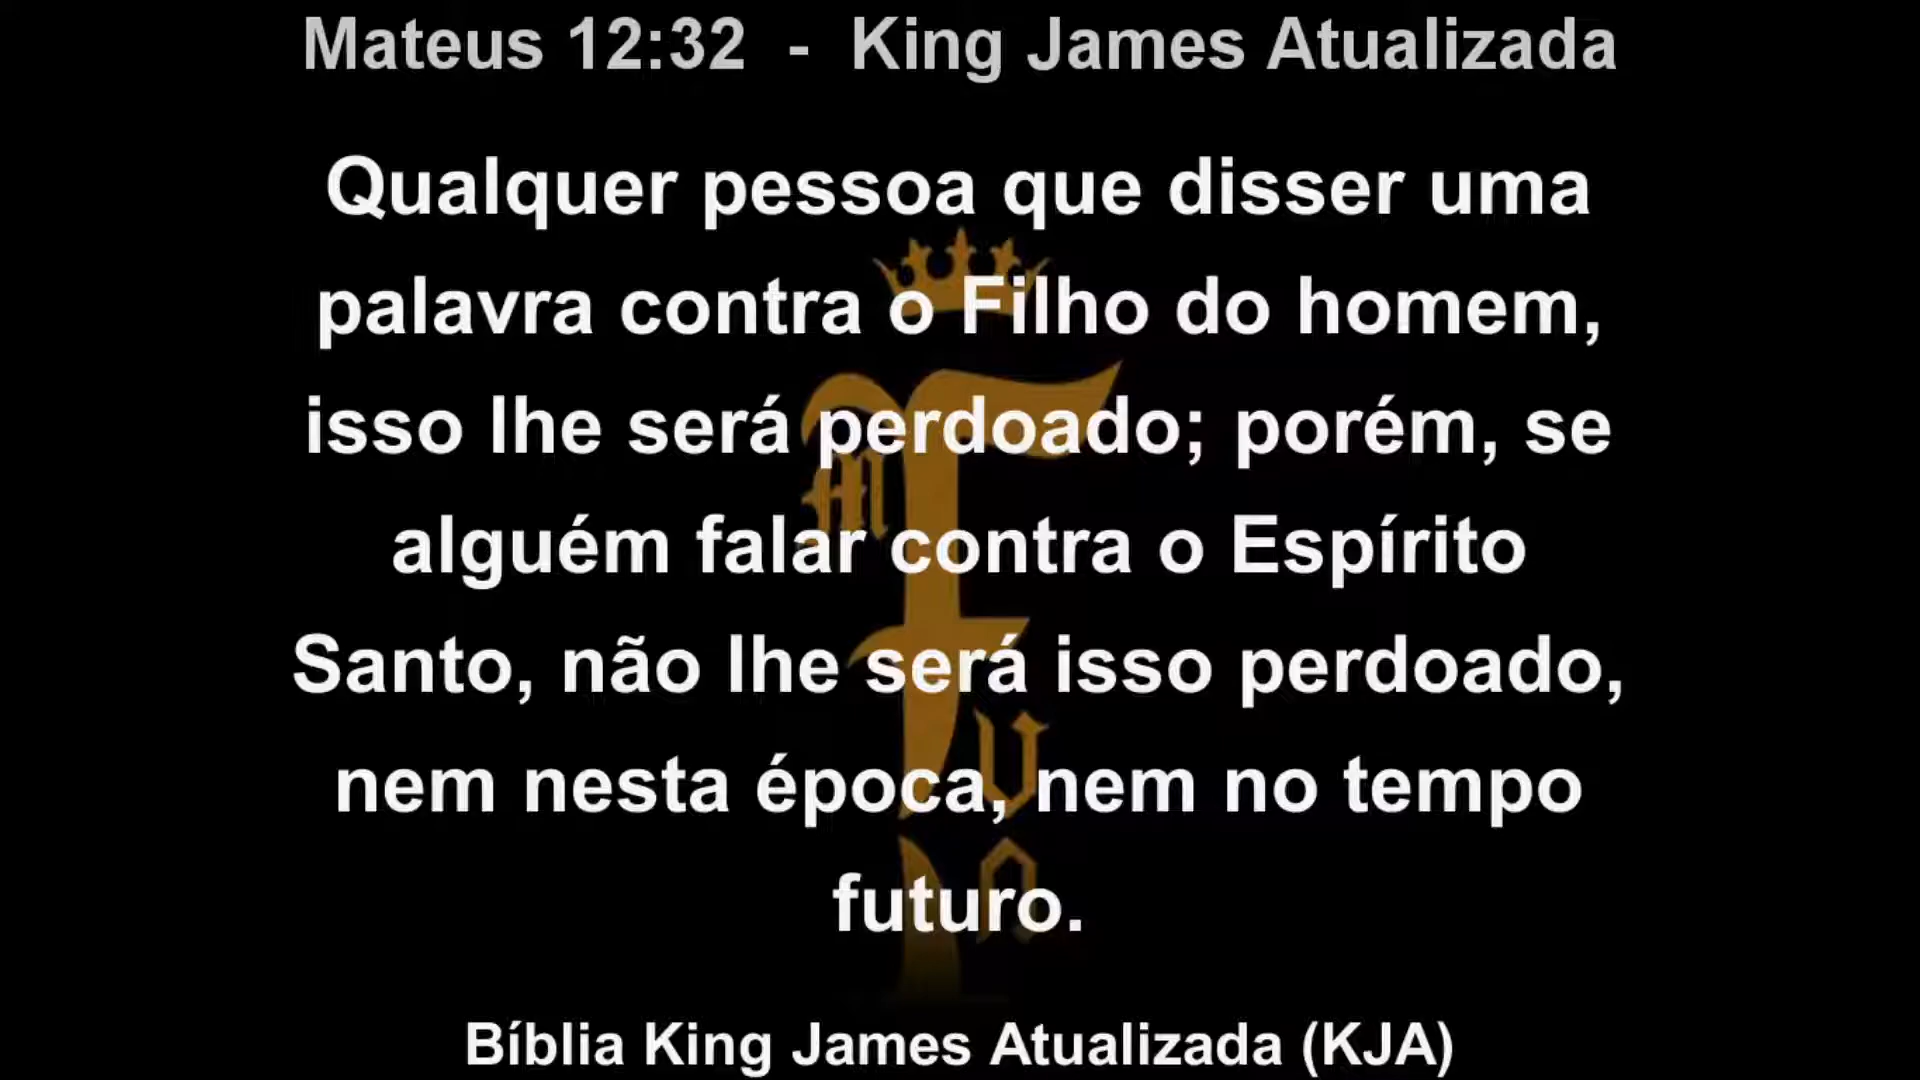 Mateus 12:32 - King James Atualizada
Qualquer pessoa que disser uma
palavra contra o Filho do homem,
isso lhe será perdoado; porém, se
alguém falar contra o Espírito
Santo, não lhe será isso perdoado,
nem nesta época, nem no tempo
futuro.
Bíblia King James Atualizada (KJA)